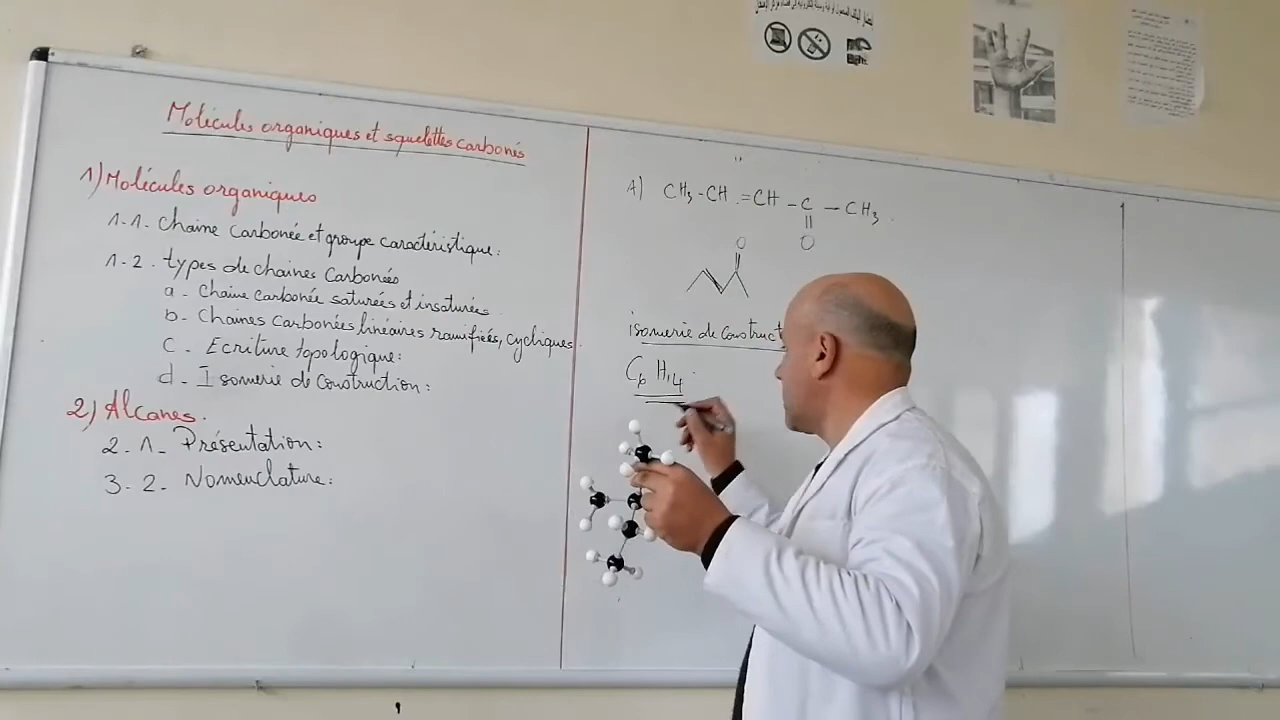 Molécules organiques et squelettes carbonés
1) Molécules organiques
1-1. Chaine Carbonée et groupe caractéristique:
1-2. types de chaines Carbonées
a- Chaine carbonée saturées et insaturées
b- Chaines Carbonées linéaires ramifiées, cycliques.
C- Ecriture topologique:
d- Isomerie de Construction:
2) Alcanes.
2.1- Présentation:
3-2- Nomenclature:
A) CH3-CH=CH-C-CH3
O
O
isomerie de Construct
C6H14